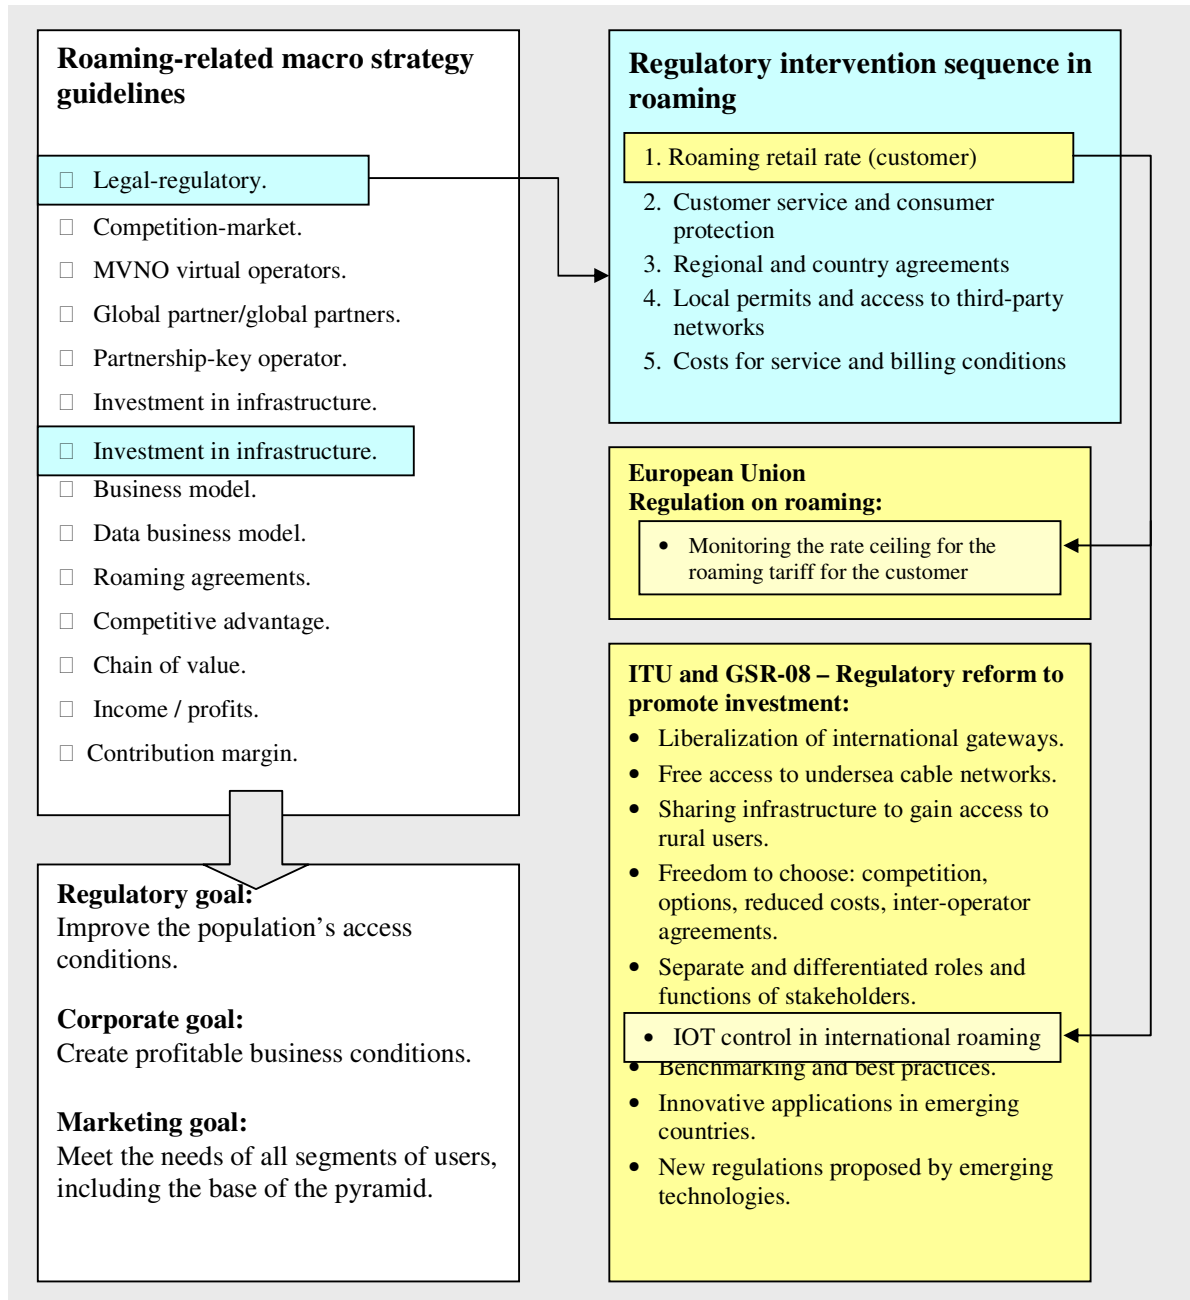 Roaming-related macro strategy
guidelines
Legal-regulatory.
Competition-market.
MVNO virtual operators.
Global partner/global partners.
Partnership-key operator.
Investment in infrastructure.
Investment in infrastructure.
Business model.
Data business model.
Roaming agreements.
Competitive advantage.
Chain of value.
Income / profits.
Contribution margin.
Regulatory goal:
Improve the population’s access
conditions.
Corporate goal:
Create profitable business conditions.
Marketing goal:
Meet the needs of all segments of users,
including the base of the pyramid.
Regulatory intervention sequence in
roaming
1. Roaming retail rate (customer)
2. Customer service and consumer
protection
3. Regional and country agreements
4. Local permits and access to third-party
networks
5. Costs for service and billing conditions
European Union
Regulation on roaming:
• Monitoring the rate ceiling for the
roaming tariff for the customer
ITU and GSR-08 – Regulatory reform to
promote investment:
• Liberalization of international gateways.
• Free access to undersea cable networks.
• Sharing infrastructure to gain access to
rural users.
• Freedom to choose: competition,
options, reduced costs, inter-operator
agreements.
• Separate and differentiated roles and
functions of stakeholders.
• IOT control in international roaming
• Benchmarking and best practices.
• Innovative applications in emerging
countries.
• New regulations proposed by emerging
technologies.